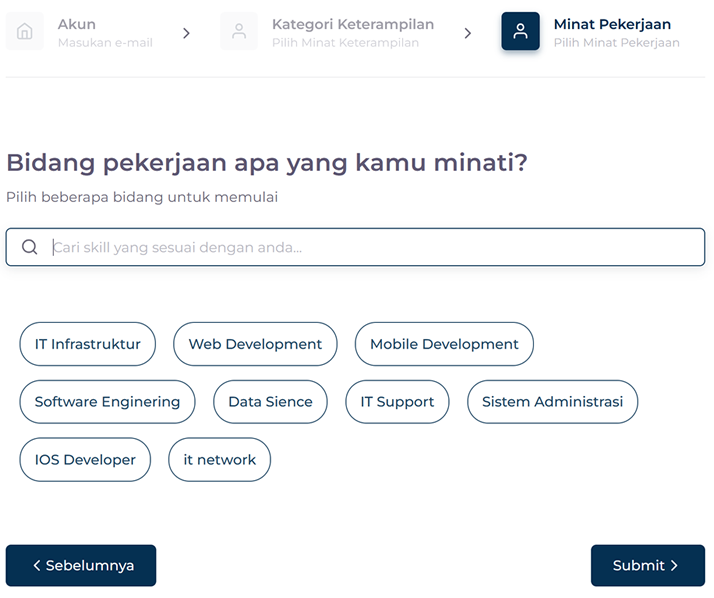 Akun
Masukan e-mail
Kategori Keterampilan
Pilih Minat Keterampilan
Minat Pekerjaan
Pilih Minat Pekerjaan
Bidang pekerjaan apa yang kamu minati?
Pilih beberapa bidang untuk memulai
Cari skill yang sesuai dengan anda...
IT Infrastruktur
Web Development
Mobile Development
Software Enginering
Data Sience
IT Support
Sistem Administrasi
IOS Developer
it network
Sebelumnya
Submit